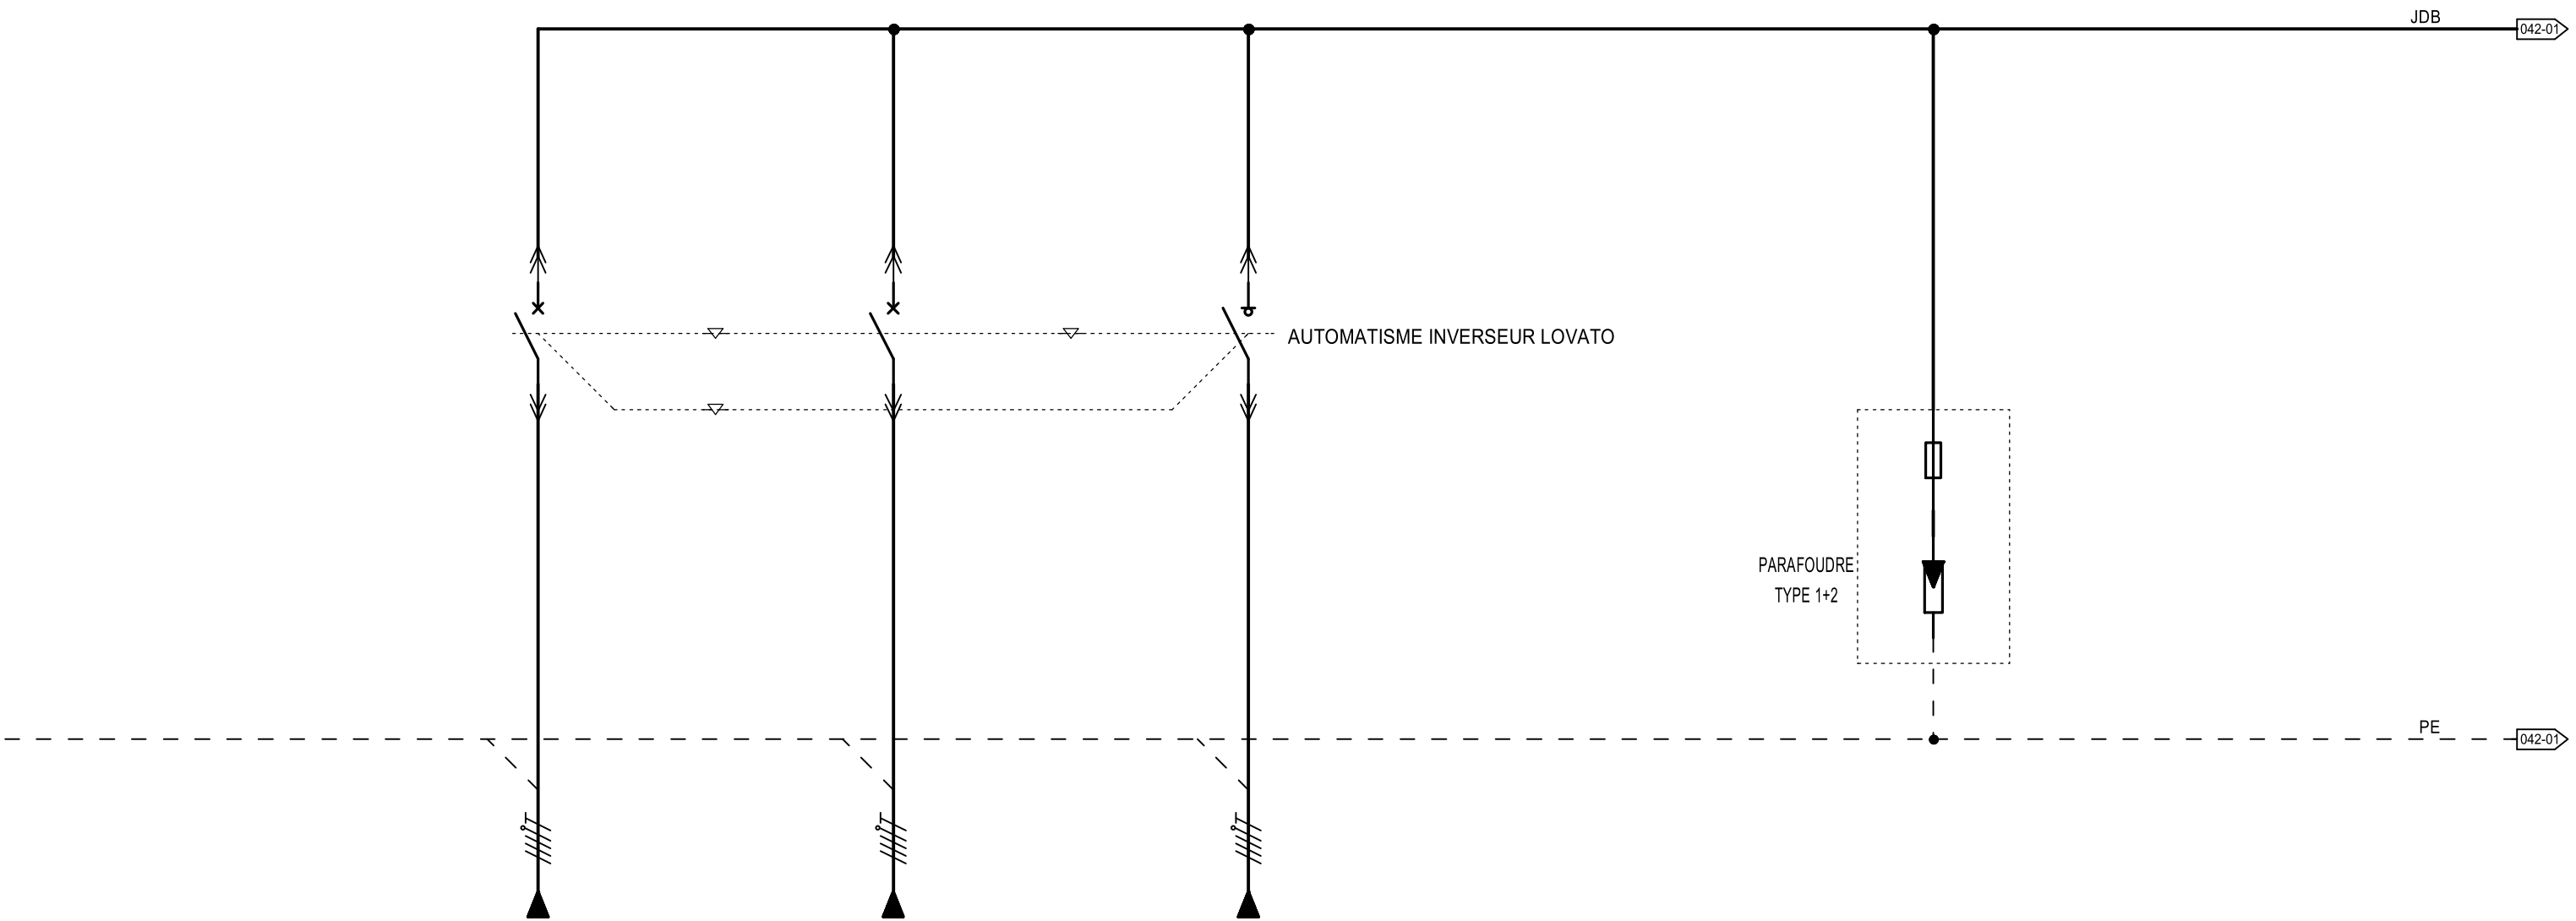 JDB
042-01
AUTOMATISME INVERSEUR LOVATO
PARAFOUDRE
TYPE 1+2
PE
042-01